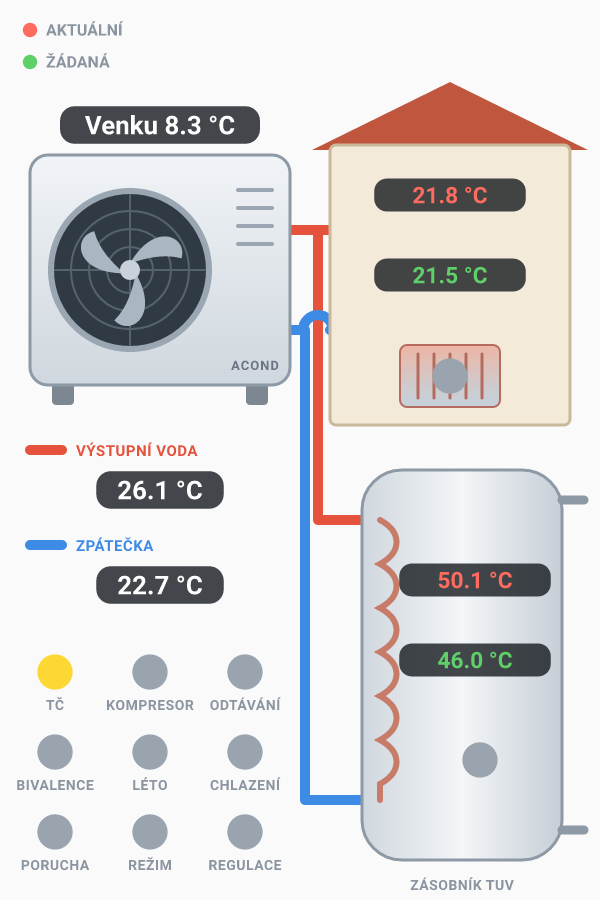 AKTUÁLNÍ
ŽÁDANÁ
Venku 8.3 °C
21.8 °C
21.5 °C
ACOND
VÝSTUPNÍ VODA
26.1 °C
ZPÁTEČKA
22.7 °C
50.1 °C
46.0 °C
TČ KOMPRESOR ODTÁVÁNÍ
BIVALENCE LÉTO CHLAZENÍ
PORUCHA REŽIM REGULACE
ZÁSOBNÍK TUV